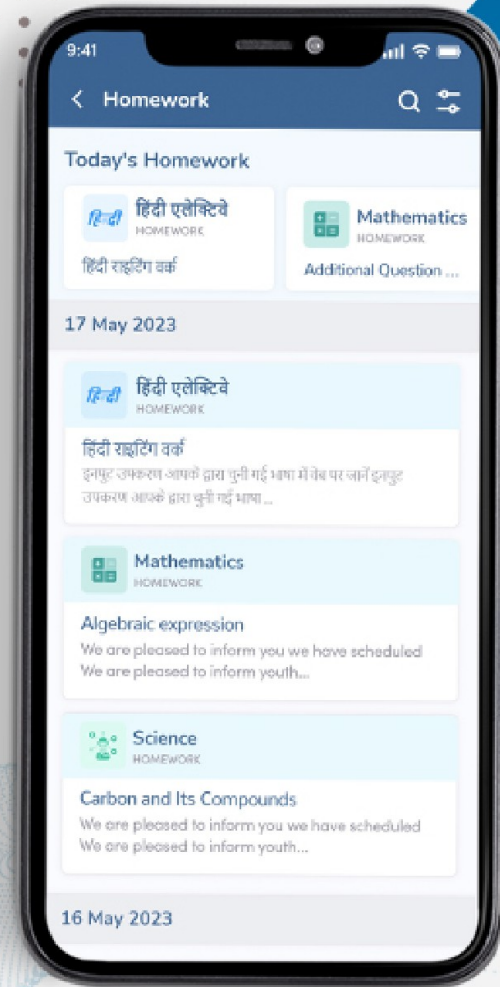 9:41
Homework
Today's Homework
हिंदी
हिंदी एलेक्टिवे
HOMEWORK
हिंदी राइटिंग वर्क
Mathematics
HOMEWORK
Additional Question ...
17 May 2023
हिंदी
हिंदी एलेक्टिवे
HOMEWORK
हिंदी राइटिंग वर्क
इनपुट उपकरण आपके द्वारा चुनी गई भाषा में वेब पर जानें इनपुट
उपकरण आपके द्वारा चुनी गई भाषा ...
Mathematics
HOMEWORK
Algebraic expression
We are pleased to inform you we have scheduled
We are pleased to inform youth...
Science
HOMEWORK
Carbon and Its Compounds
We are pleased to inform you we have scheduled
We are pleased to inform youth...
16 May 2023